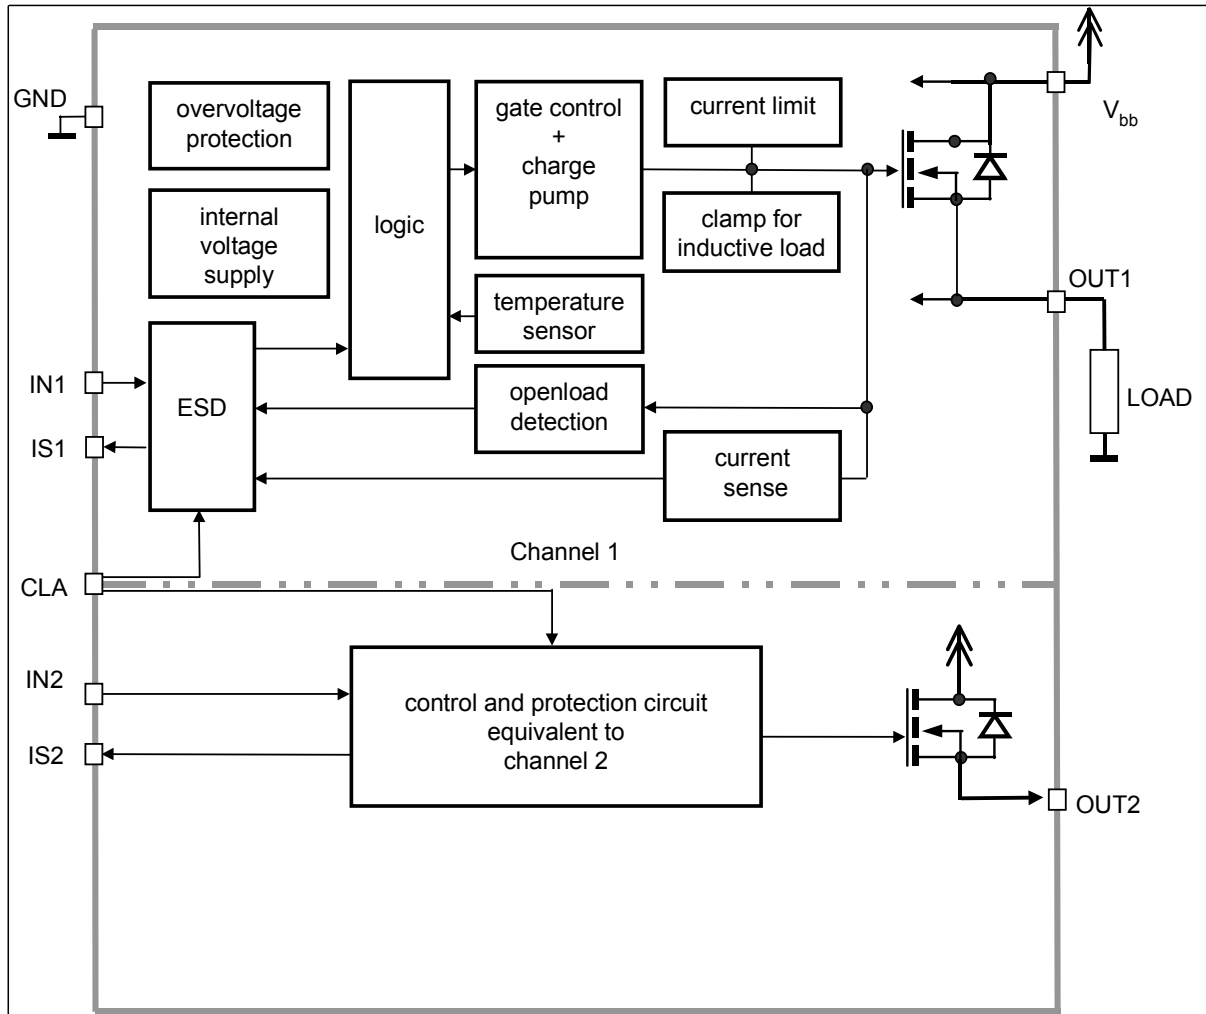 GND
overvoltage
protection
gate control
+
charge
pump
current limit
V_bb
internal
voltage
supply
logic
clamp for
inductive load
OUT1
temperature
sensor
IN1
ESD
openload
detection
LOAD
IS1
current
sense
Channel 1
CLA
IN2
control and protection circuit
equivalent to
channel 2
IS2
OUT2